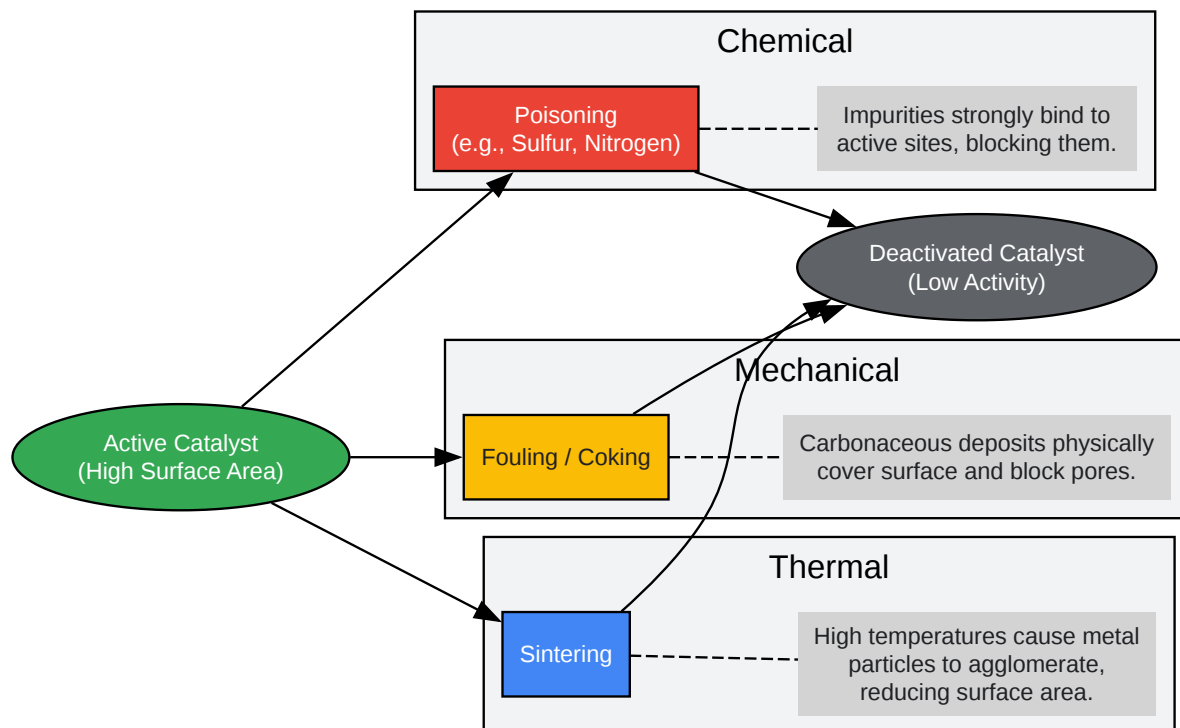 Chemical
Poisoning
(e.g., Sulfur, Nitrogen)
Impurities strongly bind to
active sites, blocking them.
Deactivated Catalyst
(Low Activity)
Mechanical
Active Catalyst
(High Surface Area)
Fouling / Coking
Carbonaceous deposits physically
cover surface and block pores.
Thermal
Sintering
High temperatures cause metal
particles to agglomerate,
reducing surface area.